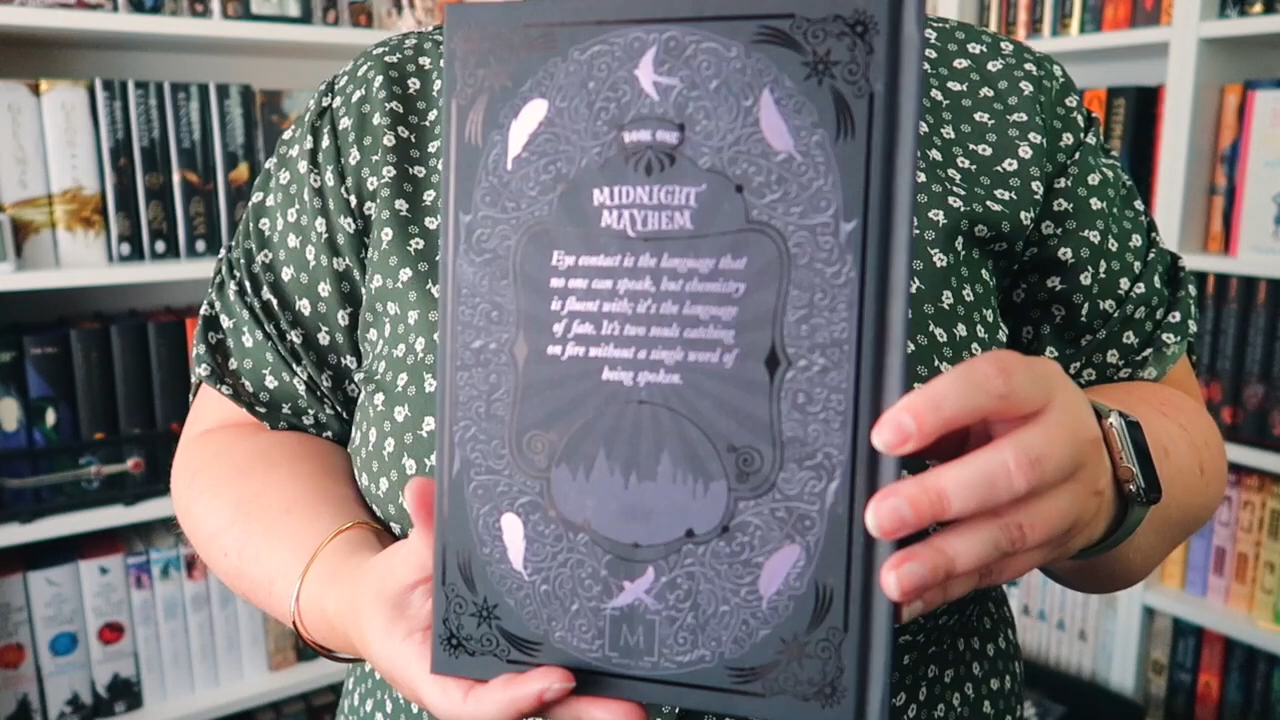 BOOK ONE
MIDNIGHT
MAYHEM
Eye contact is the language that
no one can speak, but chemistry
is fluent with; it's the language
of fate. It's two souls catching
on fire without a single word of
being spoken.
M